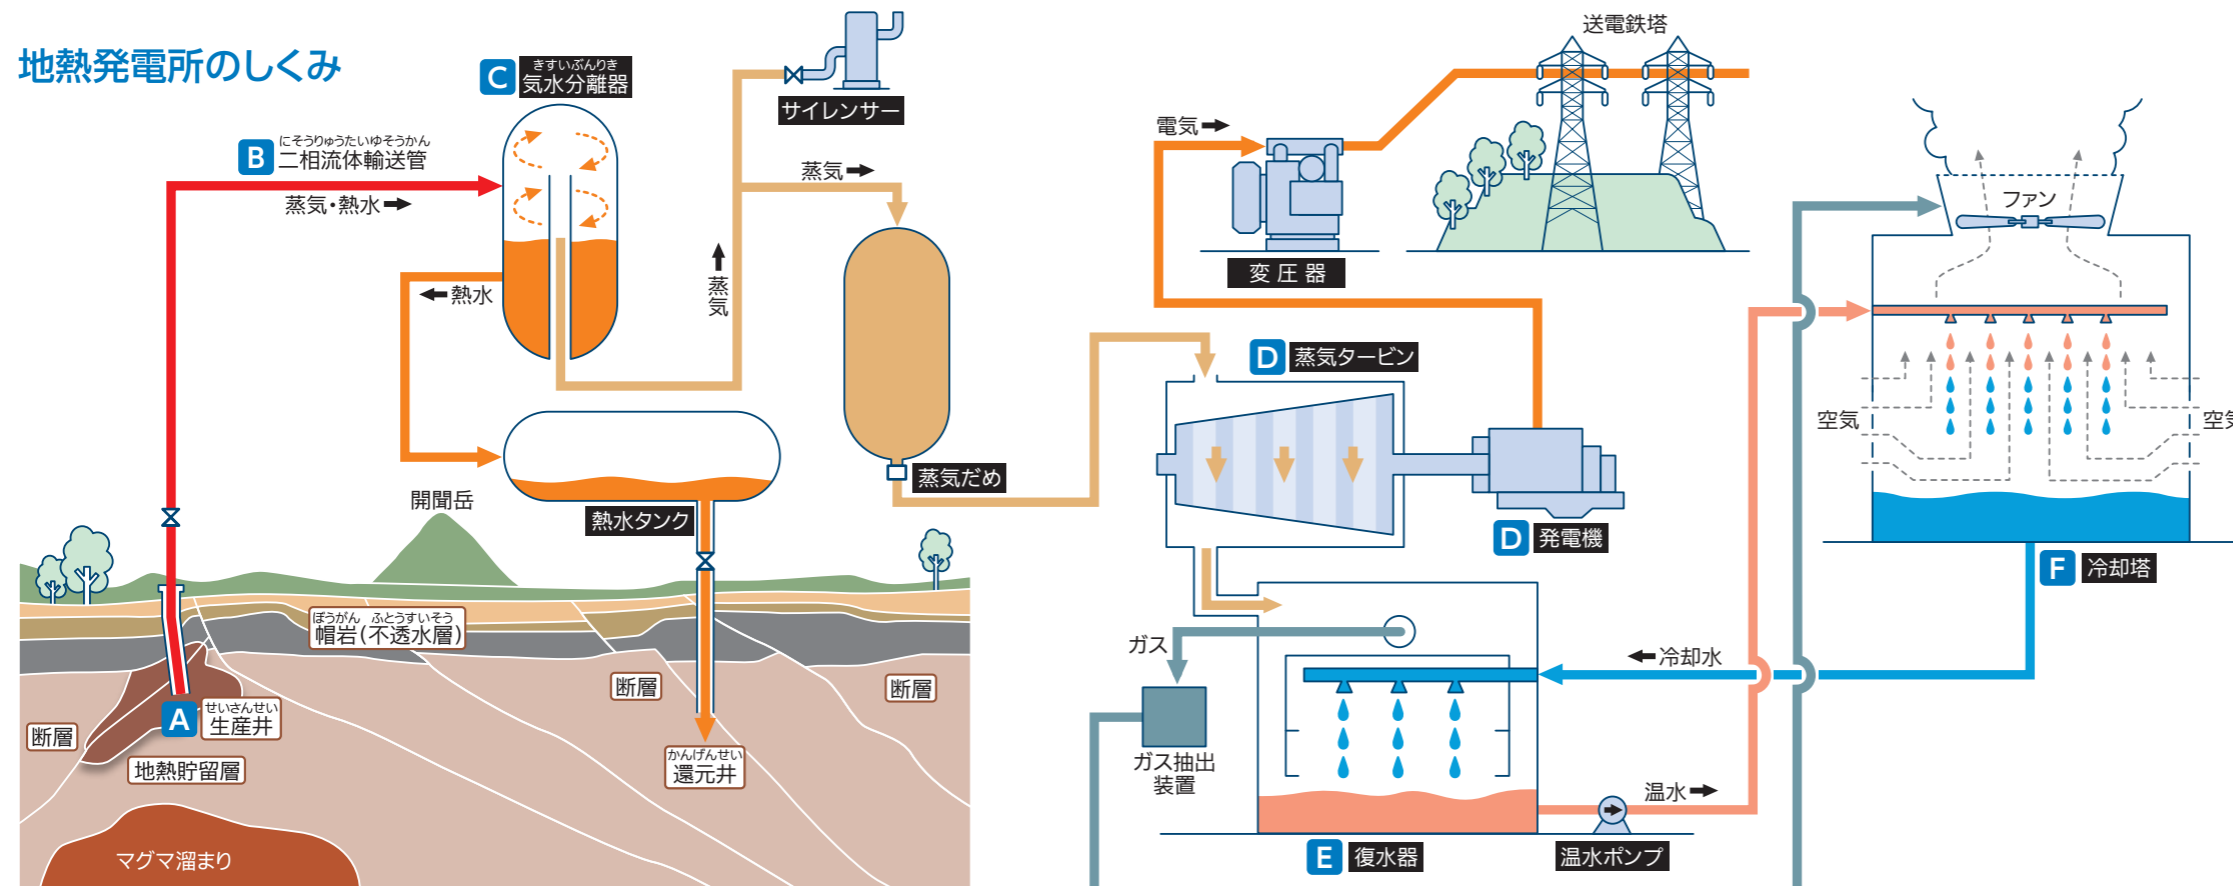 地熱発電所のしくみ
C
きすいぶんりき
気水分離器
サイレンサー
B
にそうりゅうたいゆそうかん
二相流体輸送管
蒸気・熱水
熱水
蒸気
蒸気
蒸気だめ
熱水タンク
開聞岳
ぼうがん ふとうすいそう
帽岩(不透水層)
断層
断層
断層
A
せいさんせい
生産井
地熱貯留層
かんげんせい
還元井
マグマ溜まり
送電鉄塔
電気
変圧器
D
蒸気タービン
D
発電機
ガス
ガス抽出
装置
冷却水
温水
E
復水器
温水ポンプ
ファン
空気
空気
F
冷却塔